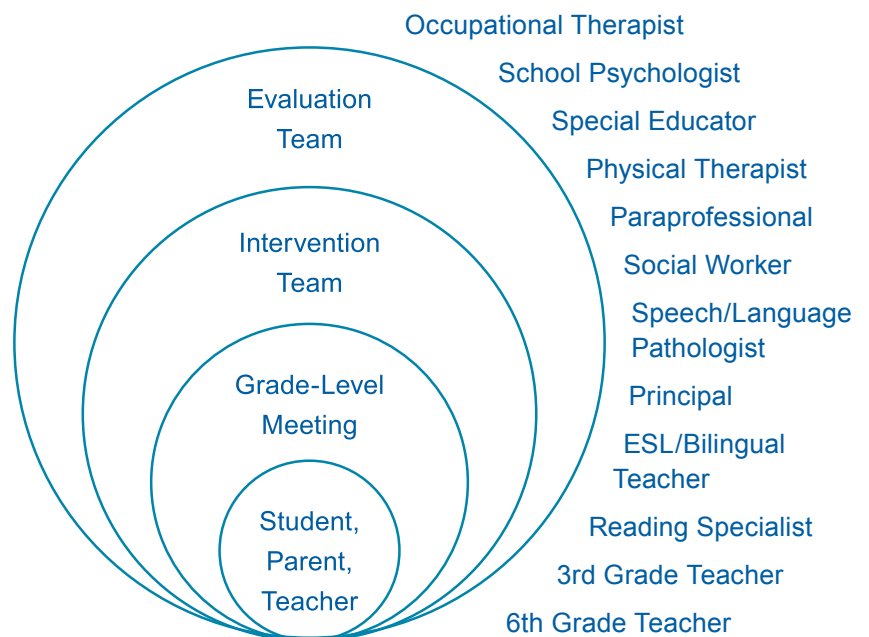 Occupational Therapist
School Psychologist
Evaluation
Team
Special Educator
Physical Therapist
Paraprofessional
Intervention
Team
Social Worker
Speech/Language
Pathologist
Grade-Level
Meeting
Principal
ESL/Bilingual
Teacher
Student,
Parent,
Teacher
Reading Specialist
3rd Grade Teacher
6th Grade Teacher